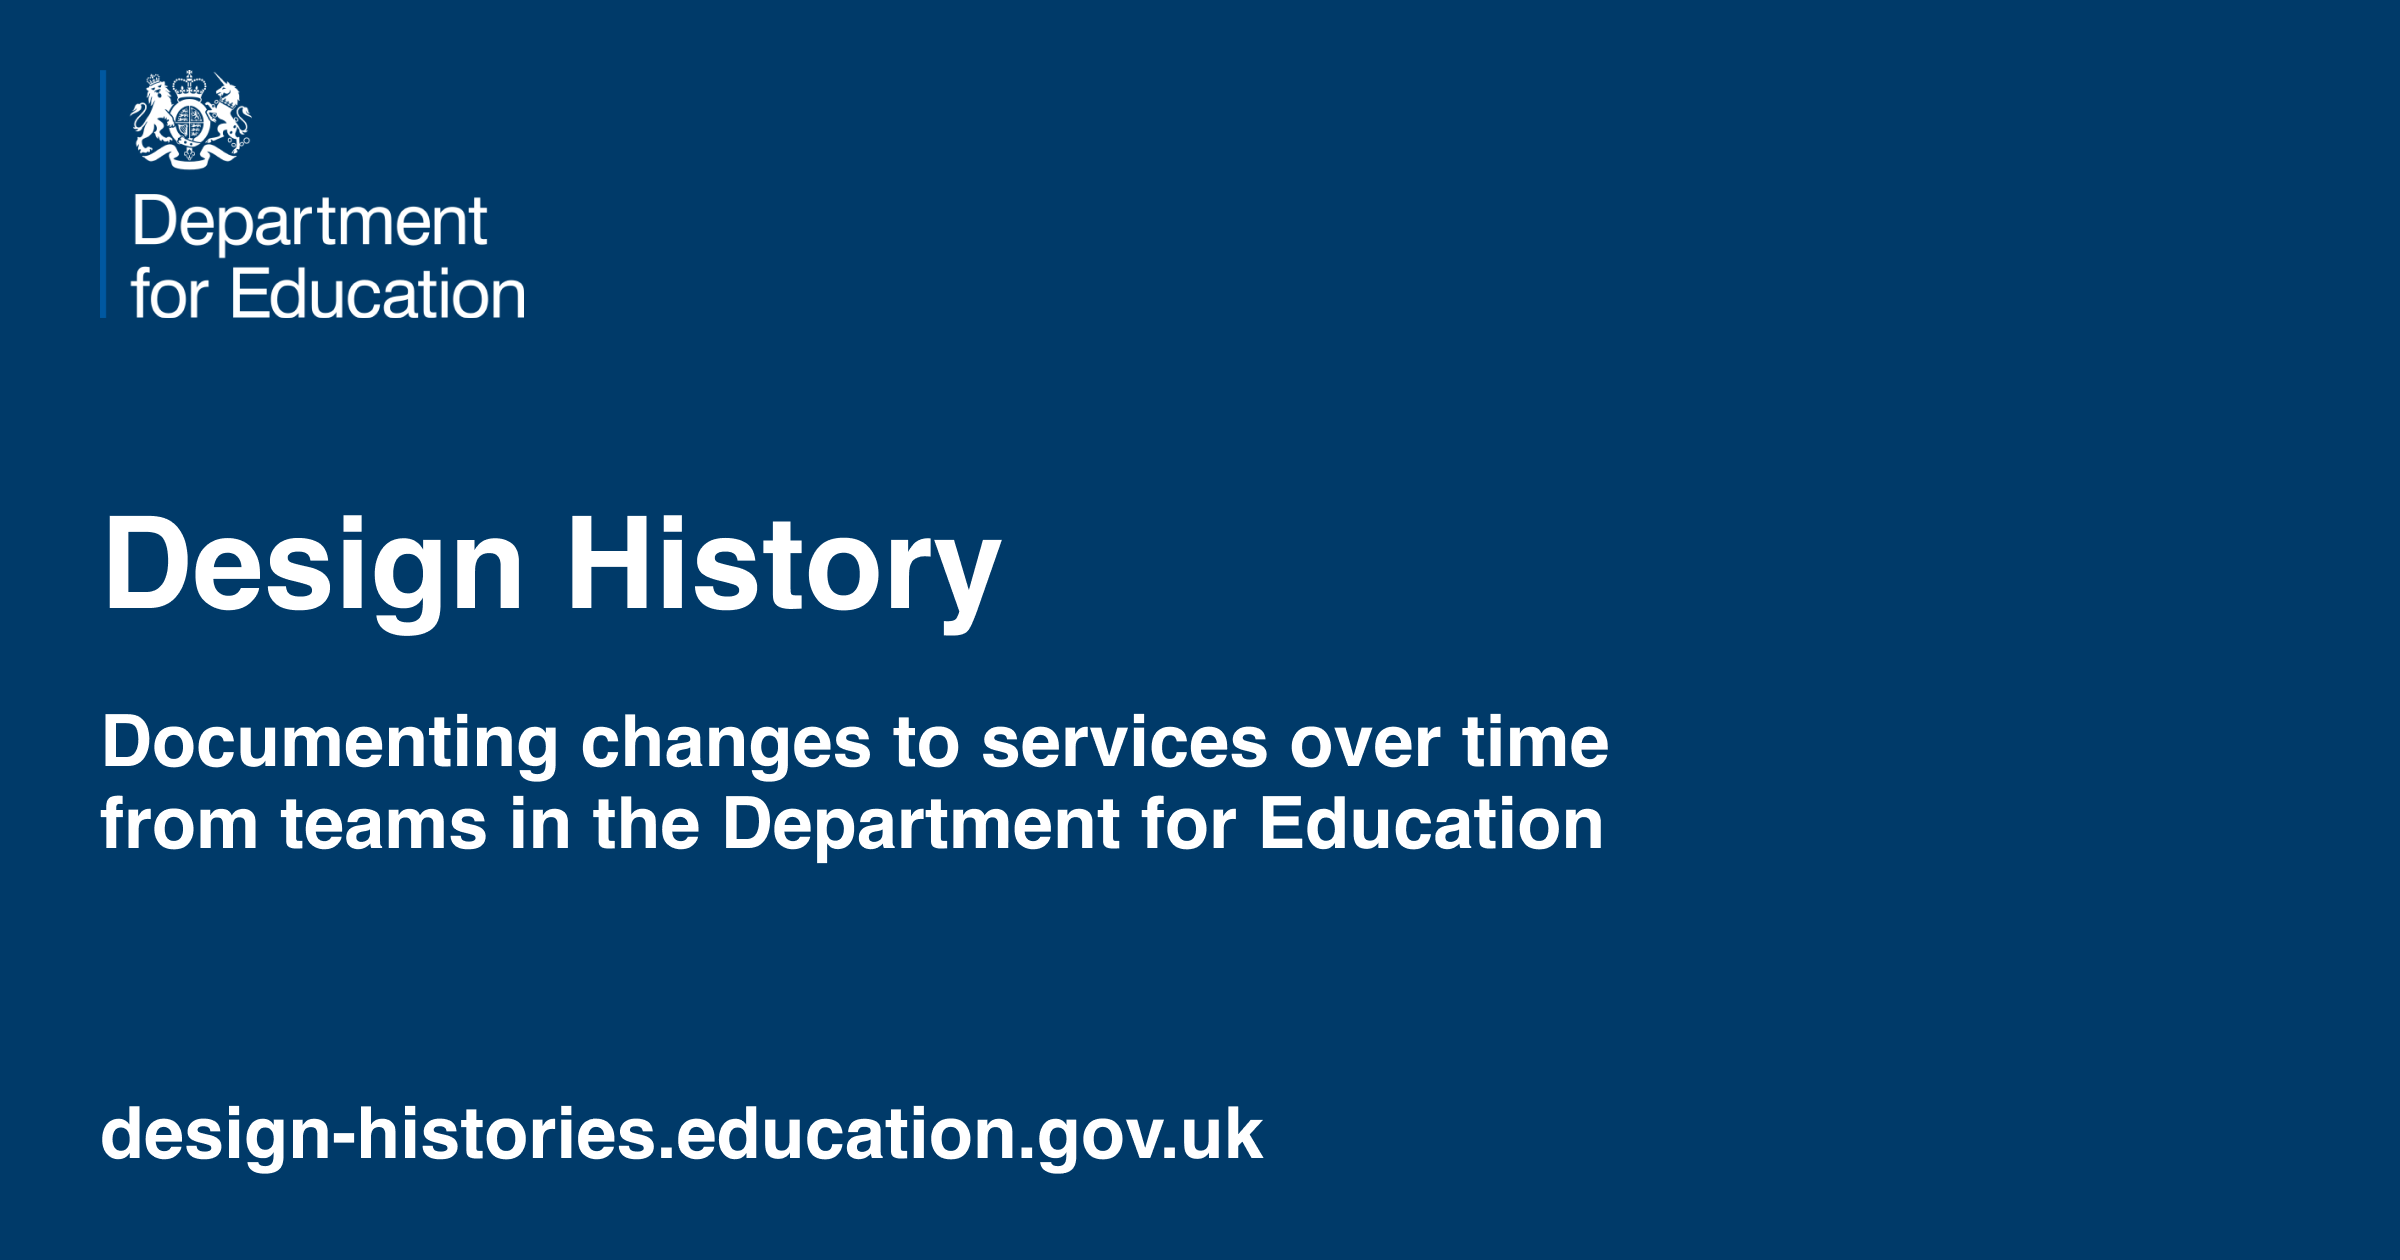 Department
for Education
Design History
Documenting changes to services over time
from teams in the Department for Education
design-histories.education.gov.uk